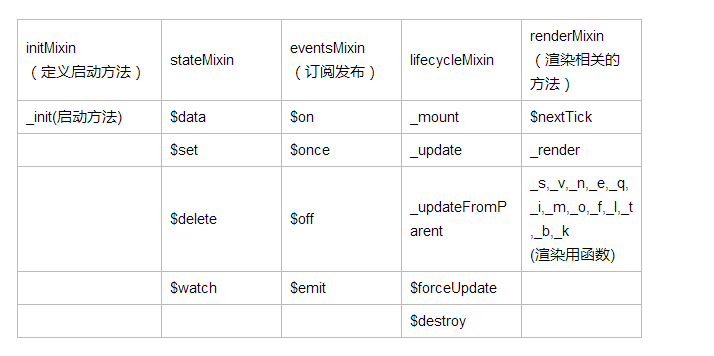 initMixin
（定义启动方法）
stateMixin
eventsMixin
（订阅发布）
lifecycleMixin
renderMixin
（渲染相关的
方法）
_init(启动方法)
$data
$on
_mount
$nextTick
$set
$once
_update
_render
$delete
$off
_updateFromP
arent
_s,_v,_n,_e,_q,
_i,_m,_o,_f,_l,_t
,_b,_k
(渲染用函数)
$watch
$emit
$forceUpdate
$destroy